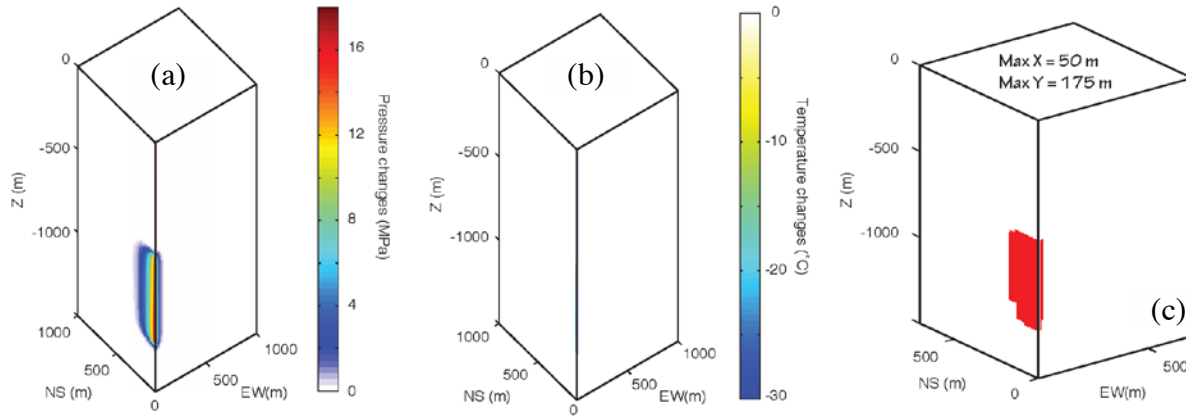 (a)
0
-500
-1000
Z (m)
1000
500
0
NS (m)
500
1000
EW(m)
16
12
8
4
0
Pressure changes (MPa)
(b)
0
-500
-1000
Z (m)
1000
500
0
NS (m)
500
1000
EW(m)
0
-10
-20
-30
Temperature changes (°C)
Max X = 50 m
Max Y = 175 m
0
-500
-1000
Z (m)
(c)
500
0
NS (m)
500
EW(m)